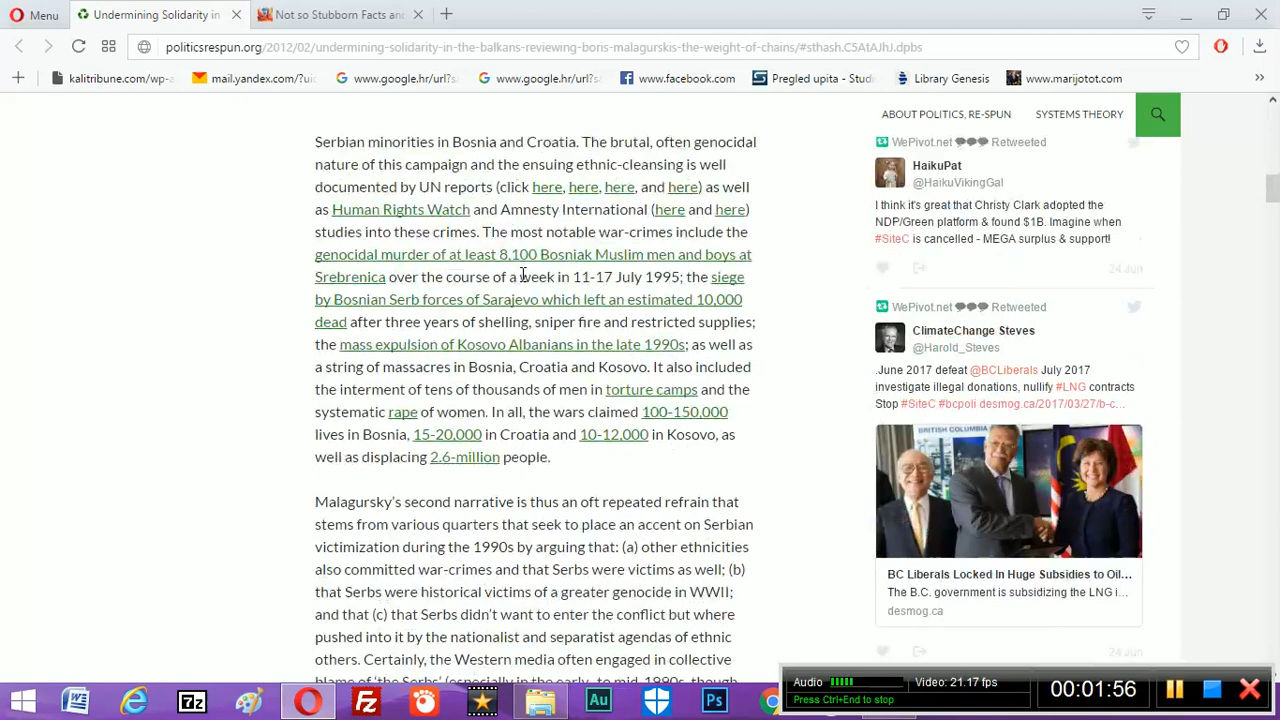 Menu
Undermining Solidarity in
Not so Stubborn Facts and
politicsrespun.org/2012/02/undermining-solidarity-in-the-balkans-reviewing-boris-malagurskis-the-weight-of-chains/#sthash.C5AtAJhJ.dpbs
kalitribune.com/wp-a
mail.yandex.com/?uic
www.google.hr/url?s
www.google.hr/url?s
www.facebook.com
Pregled upita - Stud
Library Genesis
www.marijotot.com
ABOUT POLITICS, RE-SPUN
SYSTEMS THEORY
Serbian minorities in Bosnia and Croatia. The brutal, often genocidal
nature of this campaign and the ensuing ethnic-cleansing is well
documented by UN reports (click here, here, here, and here) as well
as Human Rights Watch and Amnesty International (here and here)
studies into these crimes. The most notable war-crimes include the
genocidal murder of at least 8,100 Bosniak Muslim men and boys at
Srebrenica over the course of a week in 11-17 July 1995; the siege
by Bosnian Serb forces of Sarajevo which left an estimated 10,000
dead after three years of shelling, sniper fire and restricted supplies;
the mass expulsion of Kosovo Albanians in the late 1990s; as well as
a string of massacres in Bosnia, Croatia and Kosovo. It also included
the internment of tens of thousands of men in torture camps and the
systematic rape of women. In all, the wars claimed 100-150,000
lives in Bosnia, 15-20,000 in Croatia and 10-12,000 in Kosovo, as
well as displacing 2.6-million people.
Malagursky's second narrative is thus an oft repeated refrain that
stems from various quarters that seek to place an accent on Serbian
victimization during the 1990s by arguing that: (a) other ethnicities
also committed war-crimes and that Serbs were victims as well; (b)
that Serbs are historical victims of a greater genocide in WWII;
and that (c) that Serbs didn't want to enter the conflict but where
pushed into it by the nationalist and separatist agendas of ethnic
others. Certainly, the Western media often engaged in collective
WePivot.net Retweeted
HaikuPat
@HaikuVikingGal
I think it's great that Christy Clark adopted the
NDP/Green platform & found $1B. Imagine when
#SiteC is cancelled - MEGA surplus & support!
24 Jun
WePivot.net Retweeted
ClimateChange Steves
@Harold_Steves
.June 2017 defeat @BCLiberals July 2017
investigate illegal donations, nullify #LNG contracts
Stop #SiteC #bcpoli desmog.ca/2017/03/27/b-c…
BRITISH COLUMBIA
BC Liberals Locked In Huge Subsidies to Oil…
The B.C. government is subsidizing the LNG i…
desmog.ca
24 Jun
Audio
Video: 21.17 fps
Press Ctrl+End to stop
00:01:56
W
7z
Au
Ps